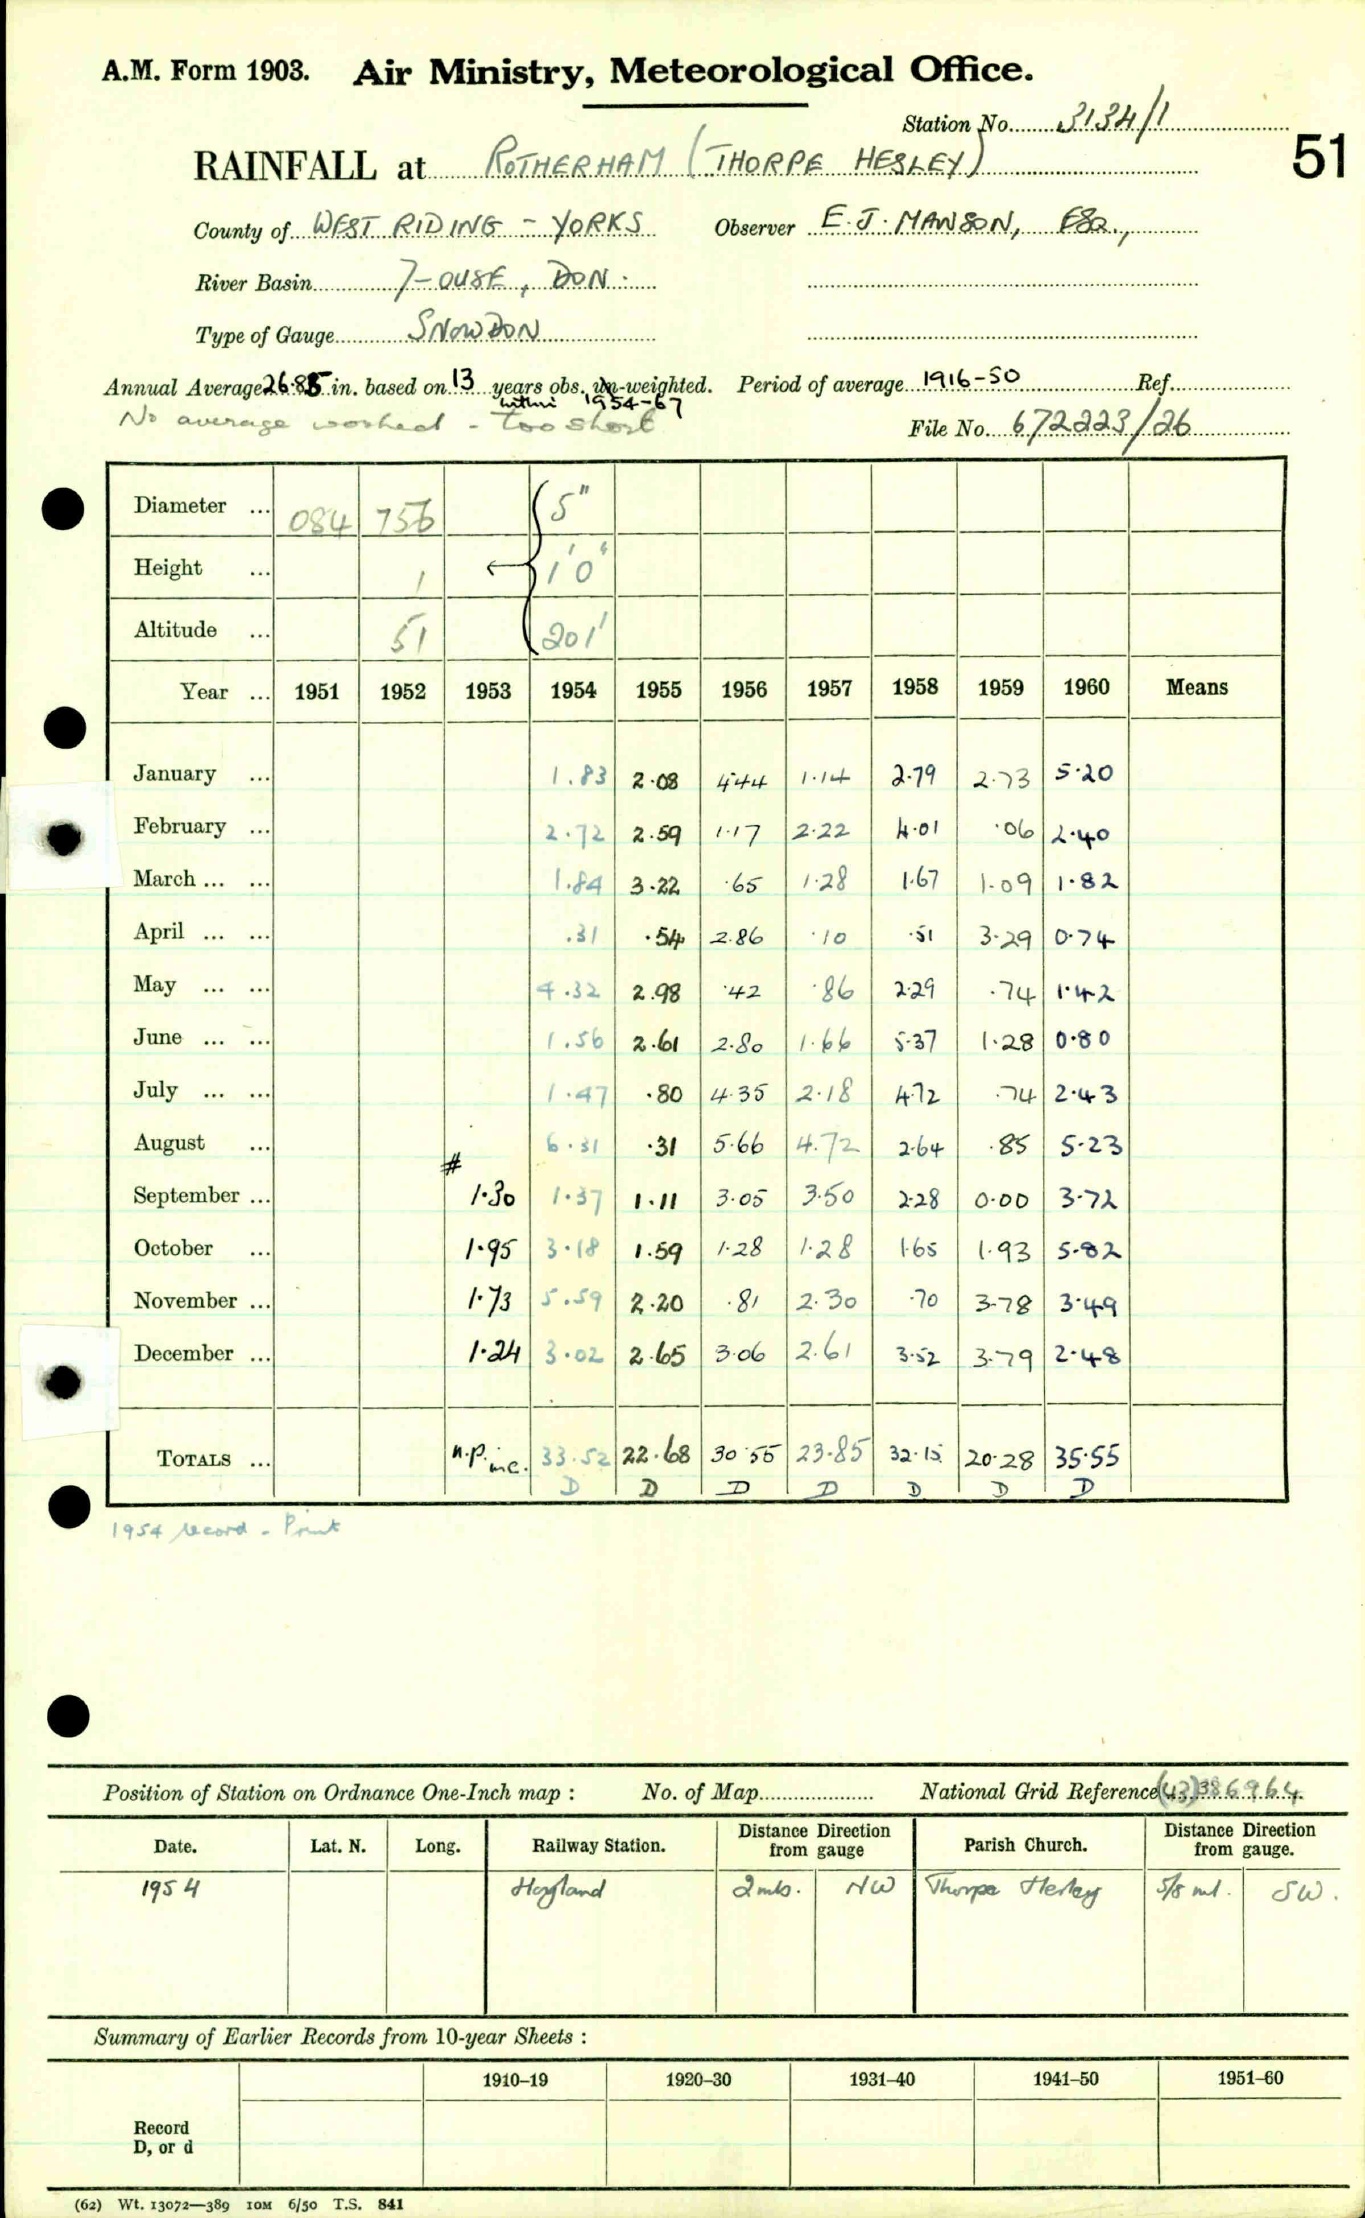 A.M. Form 1903. Air Ministry, Meteorological Office.
Station No. 3134/1
51
RAINFALL at ROTHERHAM (THORPE HESLEY)
County of WEST RIDING - YORKS Observer E. J. MANSON, ESQ.,
River Basin 7-OUSE, DON.
Type of Gauge SNOWDON
Annual Average 26.85 in. based on 13 years obs. un-weighted. Period of average 1916-50 Ref.
within 1954-67
No average worked - too short
File No. 672223/26
Diameter ... 084 756 5"
Height ... 1 1'0"
Altitude ... 51 201'
Year ... 1951 1952 1953 1954 1955 1956 1957 1958 1959 1960 Means
January ... 1.83 2.08 4.44 1.14 2.79 2.73 5.20
February ... 2.72 2.59 1.17 2.22 4.01 .06 2.40
March ... ... 1.84 3.22 .65 1.28 1.67 1.09 1.82
April ... ... .31 .54 2.86 .10 .51 3.29 0.74
May ... ... 4.32 2.98 .42 .86 2.29 .74 1.42
June ... ... 1.56 2.61 2.80 1.66 5.37 1.28 0.80
July ... ... 1.47 .80 4.35 2.18 4.72 .74 2.43
August ... 6.31 .31 5.66 4.72 2.64 .85 5.23
#
September ... 1.30 1.37 1.11 3.05 3.50 2.28 0.00 3.72
October ... 1.95 3.18 1.59 1.28 1.28 1.65 1.93 5.82
November ... 1.73 5.59 2.20 .81 2.30 .70 3.78 3.49
December ... 1.24 3.02 2.65 3.06 2.61 3.52 3.79 2.48
TOTALS ... n.p. inc. 33.52 22.68 30.55 23.85 32.15 20.28 35.55
D D D D D D D
1954 record - Print
Position of Station on Ordnance One-Inch map : No. of Map National Grid Reference (43) 386964
Date. Lat. N. Long. Railway Station. Distance from Direction gauge Parish Church. Distance from Direction gauge.
1954 Hoyland 2 mls. NW Thorpe Hesley 5/8 ml. SW.
Summary of Earlier Records from 10-year Sheets :
1910–19 1920–30 1931–40 1941–50 1951–60
Record
D, or d
(62) Wt. 13072—389 10M 6/50 T.S. 841